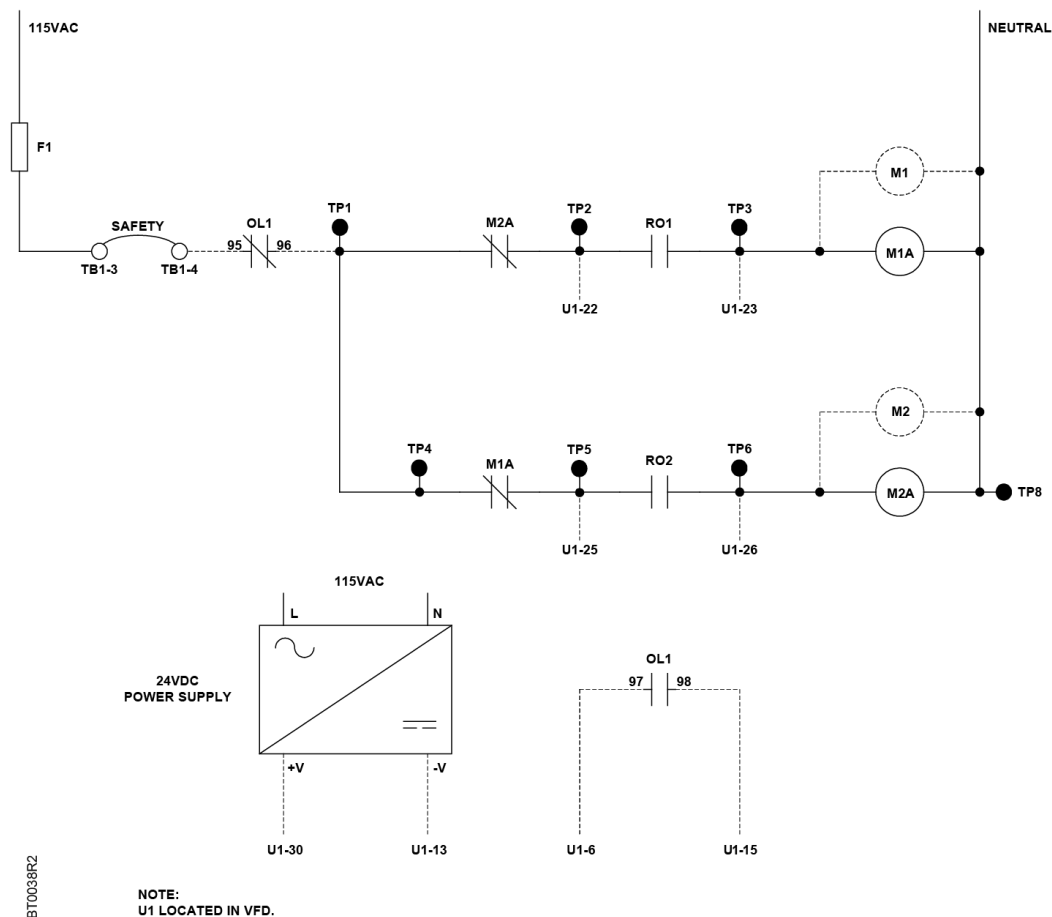 115VAC
NEUTRAL
F1
M1
SAFETY
OL1
TP1
M2A
TP2
RO1
TP3
95
96
M1A
TB1-3
TB1-4
U1-22
U1-23
M2
TP4
M1A
TP5
RO2
TP6
M2A
TP8
U1-25
U1-26
115VAC
L
N
24VDC
POWER SUPPLY
OL1
97
98
+V
-V
U1-30
U1-13
U1-6
U1-15
BT0038R2
NOTE:
U1 LOCATED IN VFD.